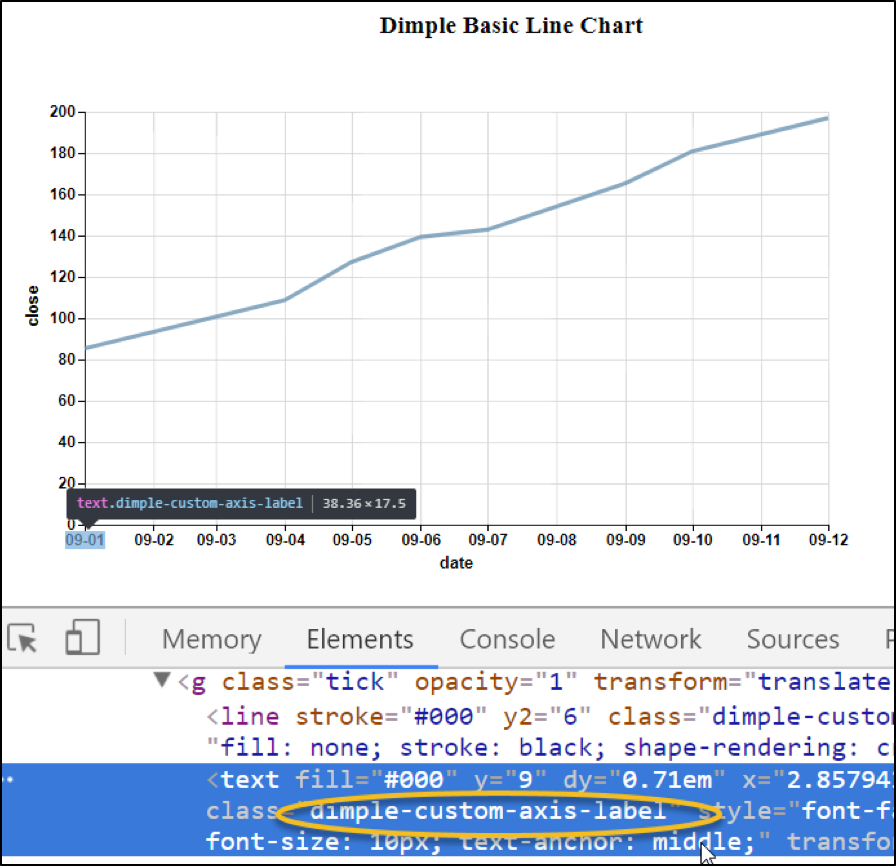 Dimple Basic Line Chart
200
180
160
140
120
100
80
60
40
20
0
close
text.dimple-custom-axis-label | 38.36 × 17.5
09-01 09-02 09-03 09-04 09-05 09-06 09-07 09-08 09-09 09-10 09-11 09-12
date
Memory Elements Console Network Sources
▼<g class="tick" opacity="1" transform="translate
<line stroke="#000" y2="6" class="dimple-custo
"fill: none; stroke: black; shape-rendering: c
<text fill="#000" y="9" dy="0.71em" x="2.85794
class="dimple-custom-axis-label" style="font-f
font-size: 10px; text-anchor: middle;" transfo